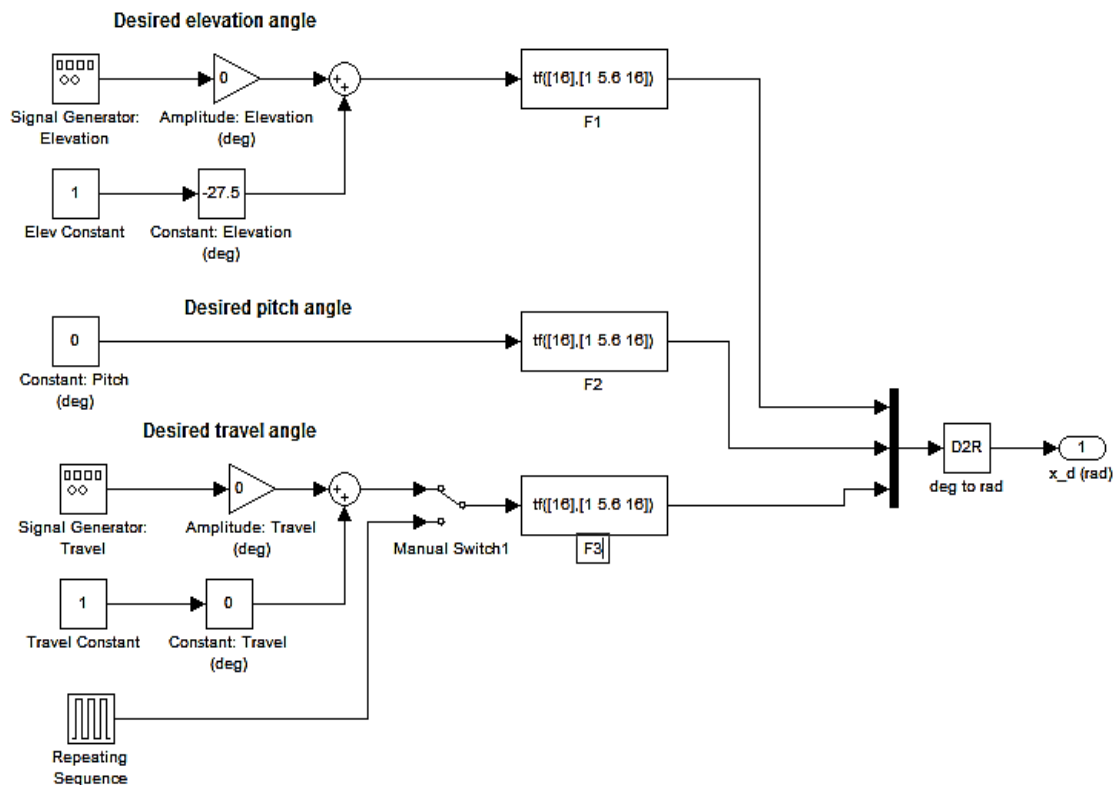 Desired elevation angle
0
tf([16],[1 5.6 16])
Signal Generator:
Elevation
Amplitude: Elevation
(deg)
F1
1
-27.5
Elev Constant
Constant: Elevation
(deg)
Desired pitch angle
0
tf([16],[1 5.6 16])
Constant: Pitch
(deg)
F2
Desired travel angle
D2R
1
deg to rad
x_d (rad)
0
tf([16],[1 5.6 16])
Signal Generator:
Travel
Amplitude: Travel
(deg)
Manual Switch1
F3
1
0
Travel Constant
Constant: Travel
(deg)
Repeating
Sequence